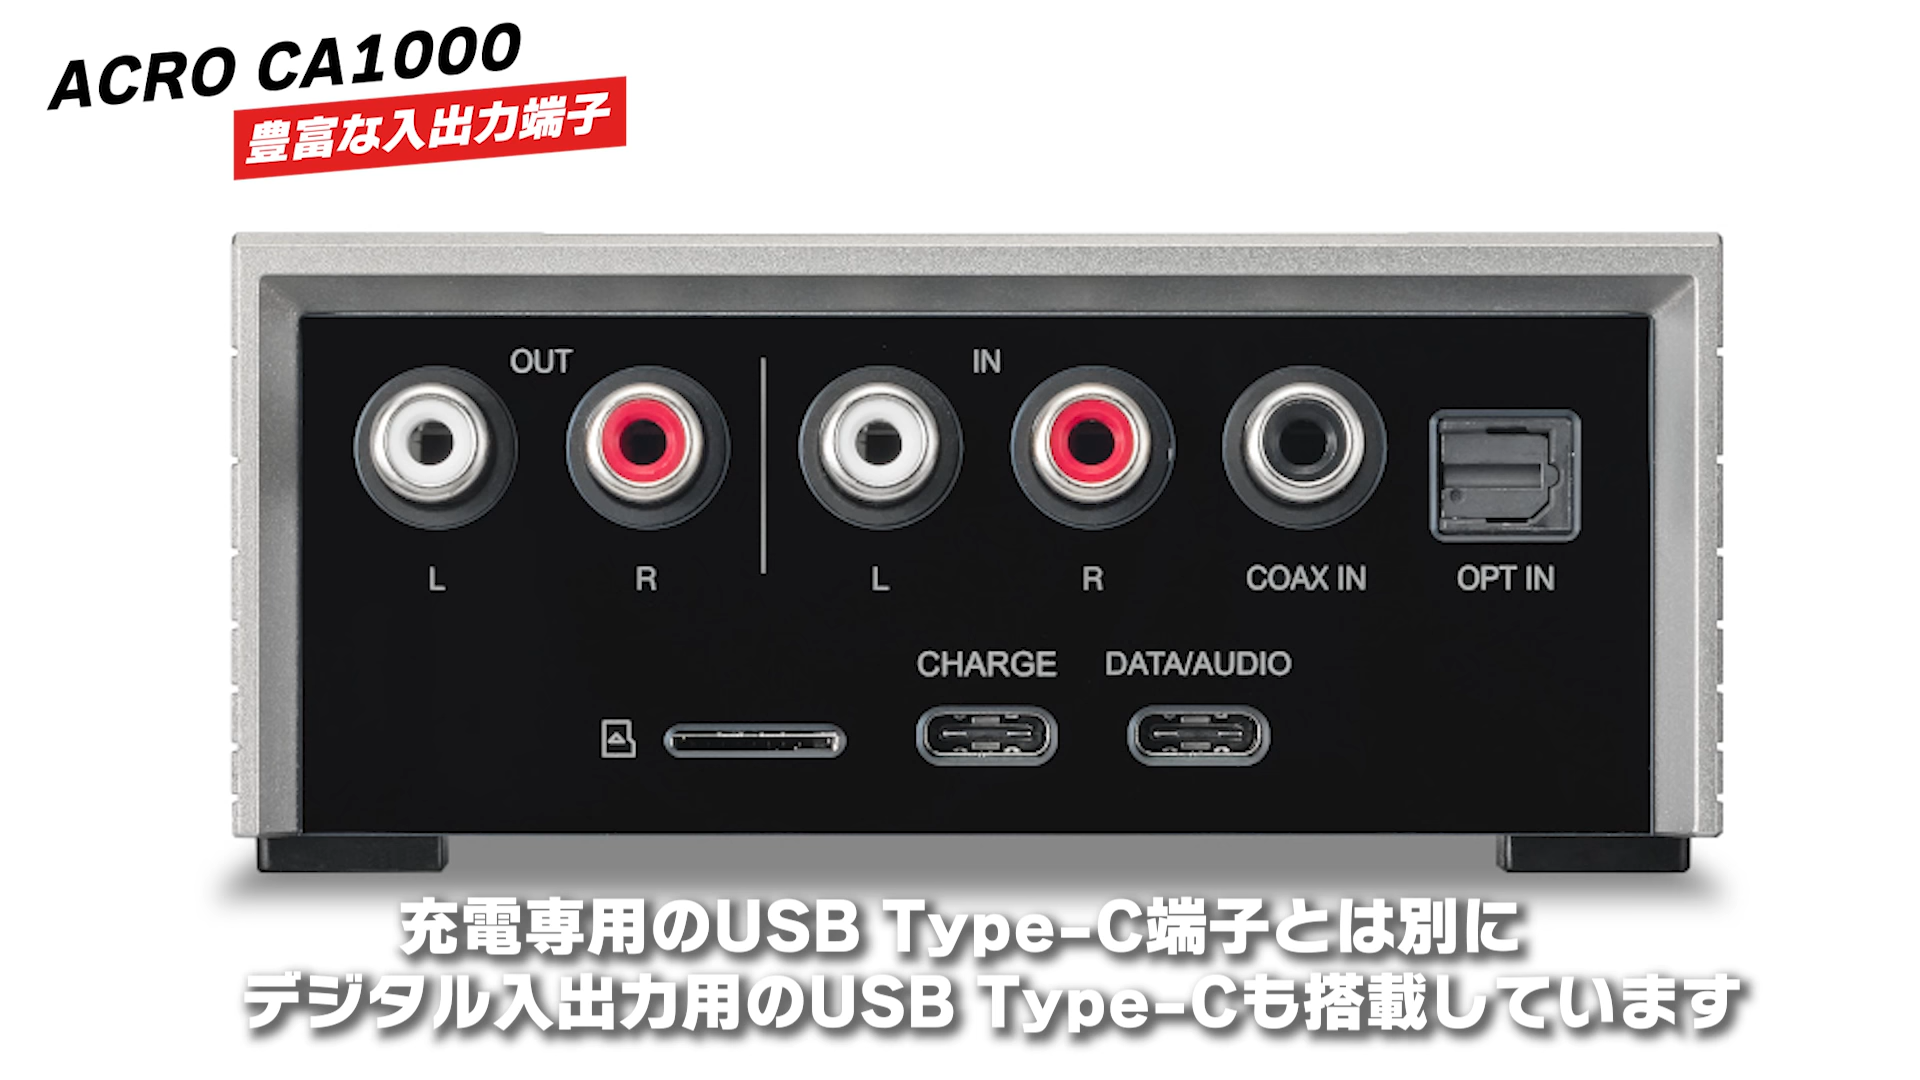 ACRO CA1000
豊富な入出力端子
OUT
IN
L
R
L
R
COAX IN
OPT IN
CHARGE
DATA/AUDIO
充電専用のUSB Type-C端子とは別に
デジタル入出力用のUSB Type-Cも搭載しています